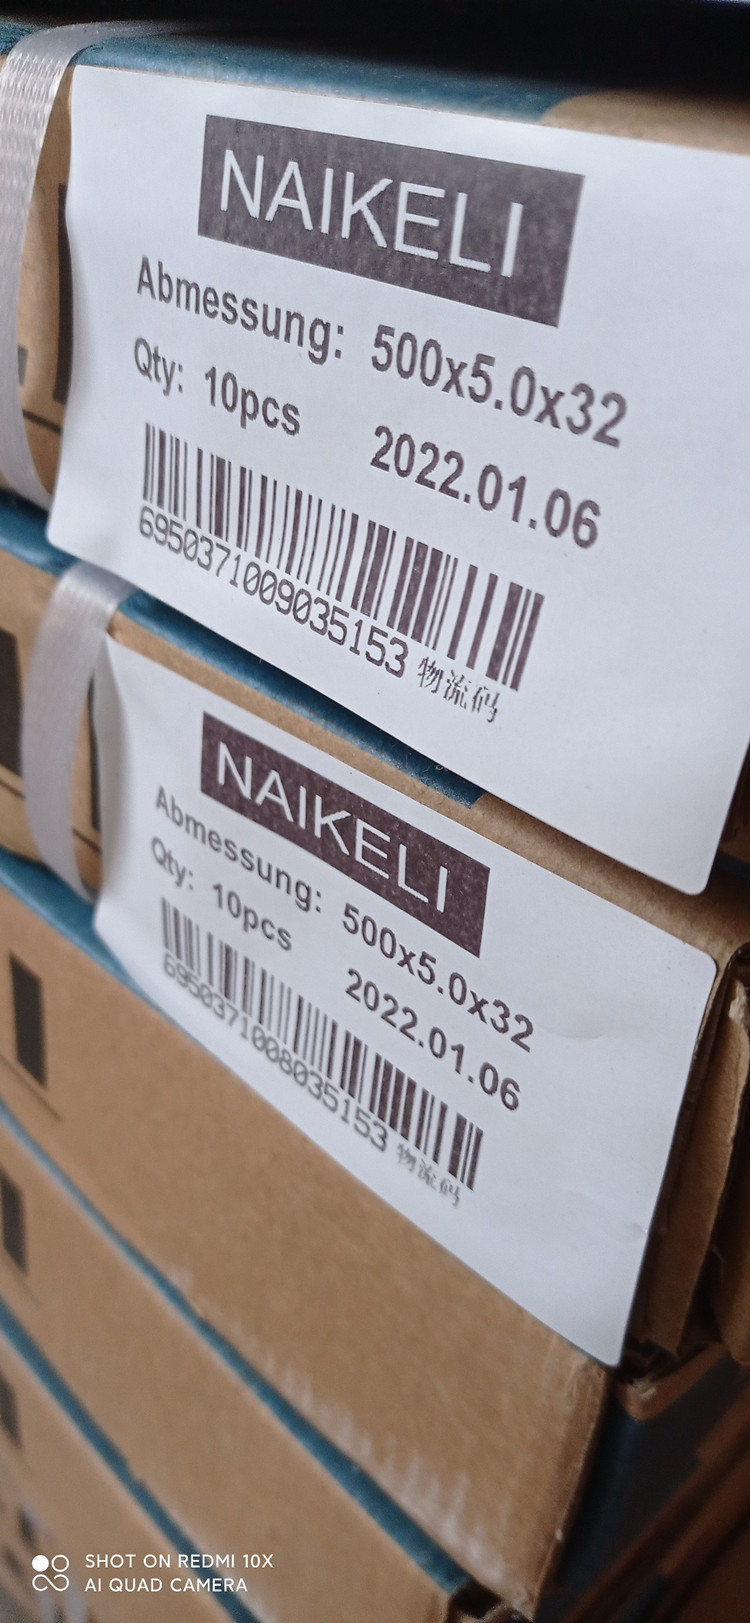 NAIKELI
Abmessung: 500x5.0x32
Qty: 10pcs 2022.01.06
6950371009035153 物流码
NAIKELI
Abmessung: 500x5.0x32
Qty: 10pcs 2022.01.06
6950371008035153 物流码
SHOT ON REDMI 10X
AI QUAD CAMERA